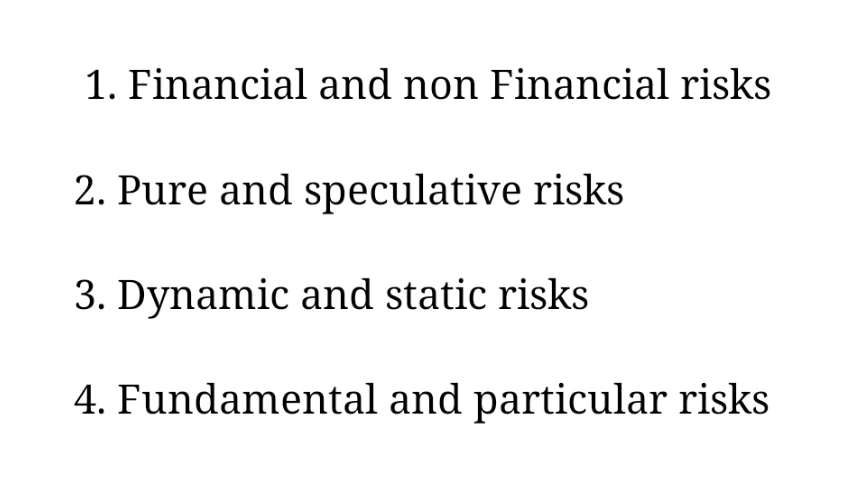 1. Financial and non Financial risks
2. Pure and speculative risks
3. Dynamic and static risks
4. Fundamental and particular risks